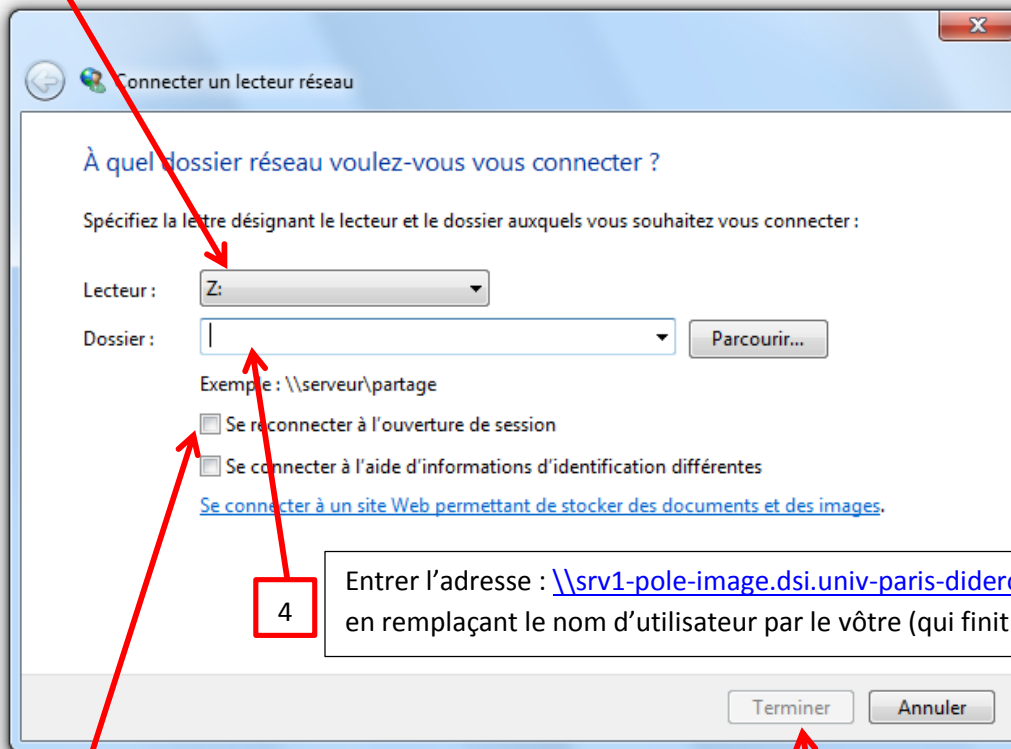 Connecter un lecteur réseau
À quel dossier réseau voulez-vous vous connecter ?
Spécifiez la lettre désignant le lecteur et le dossier auxquels vous souhaitez vous connecter :
Lecteur : Z:
Dossier : Parcourir...
Exemple : \\serveur\partage
Se reconnecter à l'ouverture de session
Se connecter à l'aide d'informations d'identification différentes
Se connecter à un site Web permettant de stocker des documents et des images.
4
Entrer l’adresse : \\srv1-pole-image.dsi.univ-paris-dider
en remplaçant le nom d’utilisateur par le vôtre (qui finit
Terminer Annuler